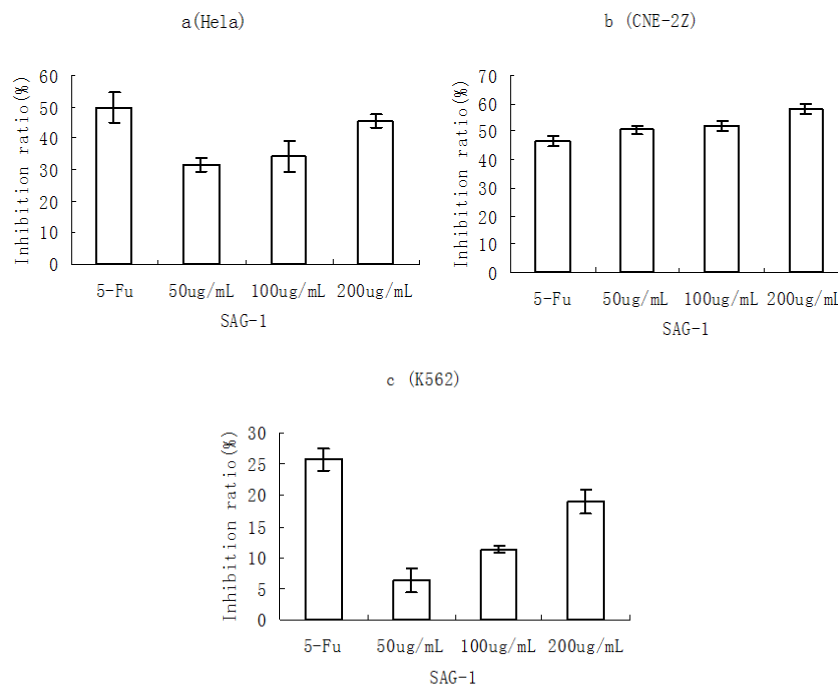 a(Hela)
Inhibition ratio(%)
60
50
40
30
20
10
0
5-Fu 50ug/mL 100ug/mL 200ug/mL
SAG-1
b (CNE-2Z)
Inhibition ratio(%)
70
60
50
40
30
20
10
0
5-Fu 50ug/mL 100ug/mL 200ug/mL
SAG-1
c (K562)
Inhibition ratio(%)
30
25
20
15
10
5
0
5-Fu 50ug/mL 100ug/mL 200ug/mL
SAG-1